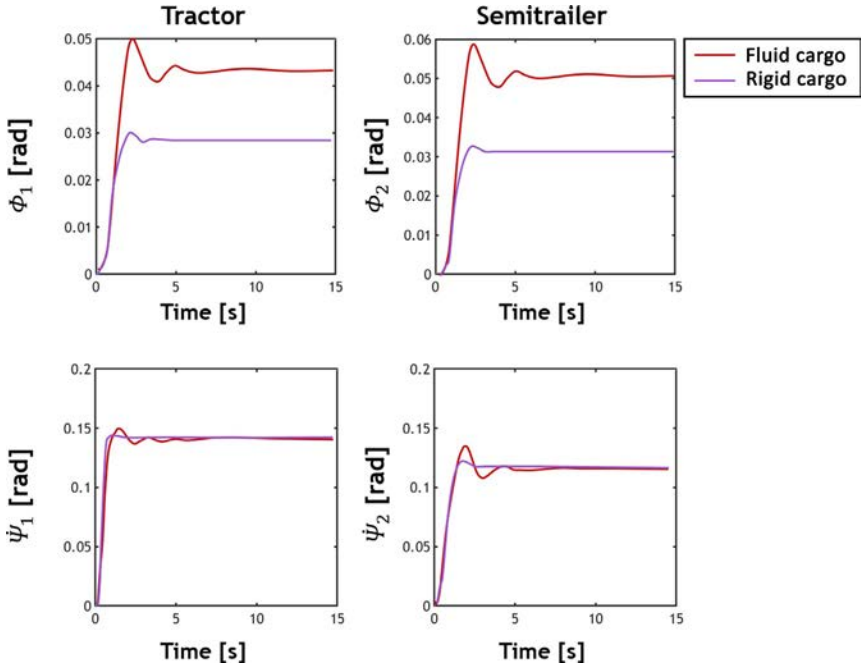 Tractor
Semitrailer
Fluid cargo
Rigid cargo
0.05
0.04
0.03
0.02
0.01
0
Φ1 [rad]
0 5 10 15
Time [s]
0.06
0.05
0.04
0.03
0.02
0.01
0
Φ2 [rad]
0 5 10 15
Time [s]
0.2
0.15
0.1
0.05
0
ψ̇1 [rad]
0 5 10 15
Time [s]
0.2
0.15
0.1
0.05
0
ψ̇2 [rad]
0 5 10 15
Time [s]